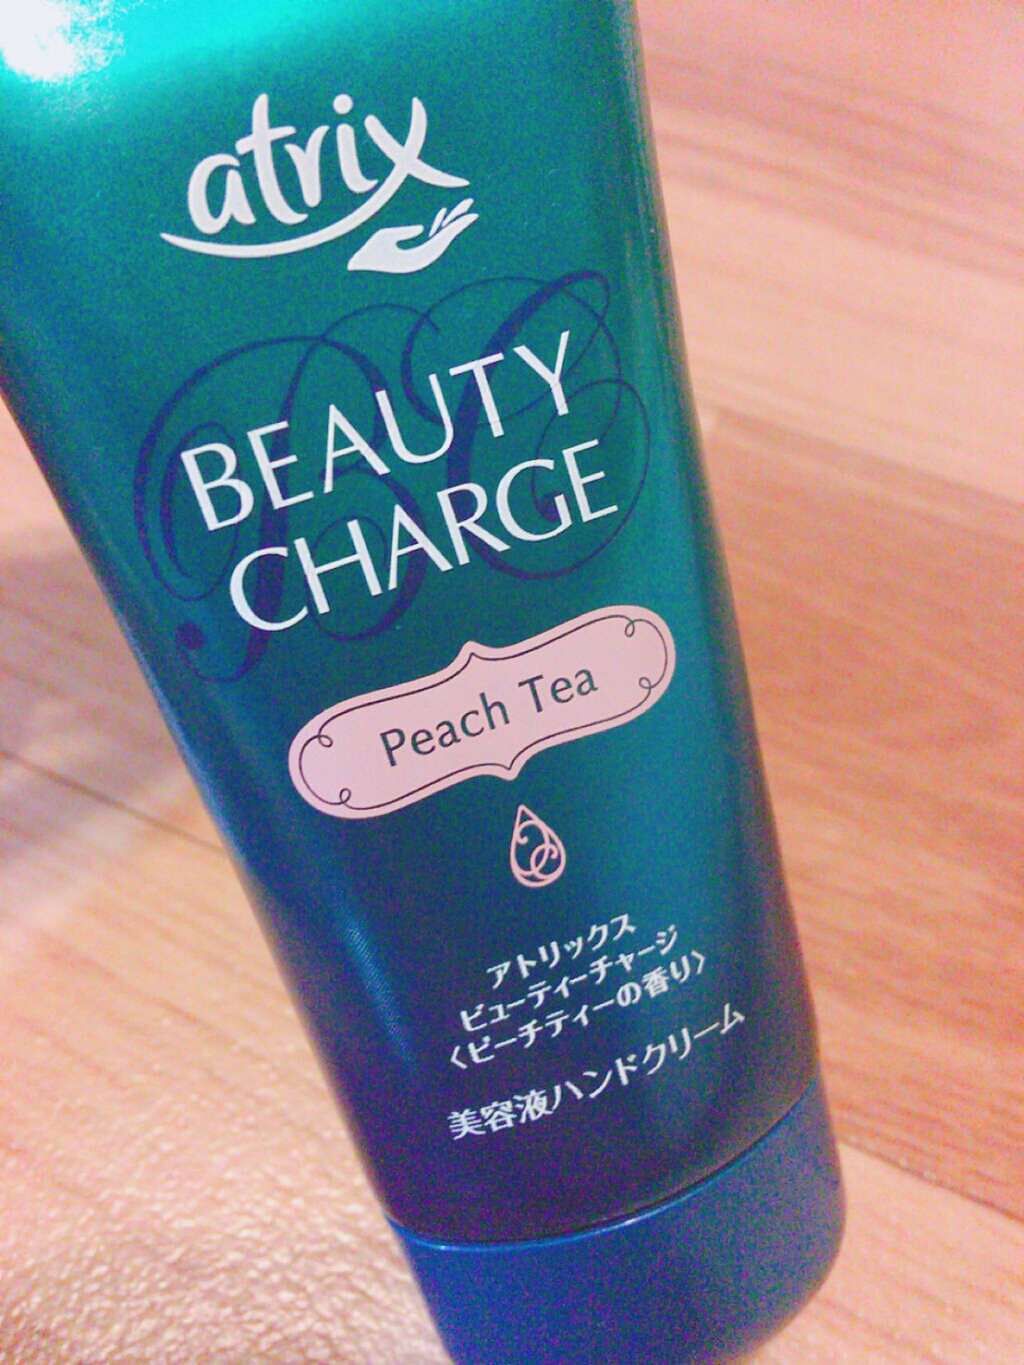 atrix
BEAUTY
CHARGE
Peach Tea
アトリックス
ビューティーチャージ
〈ピーチティーの香り〉
美容液ハンドクリーム